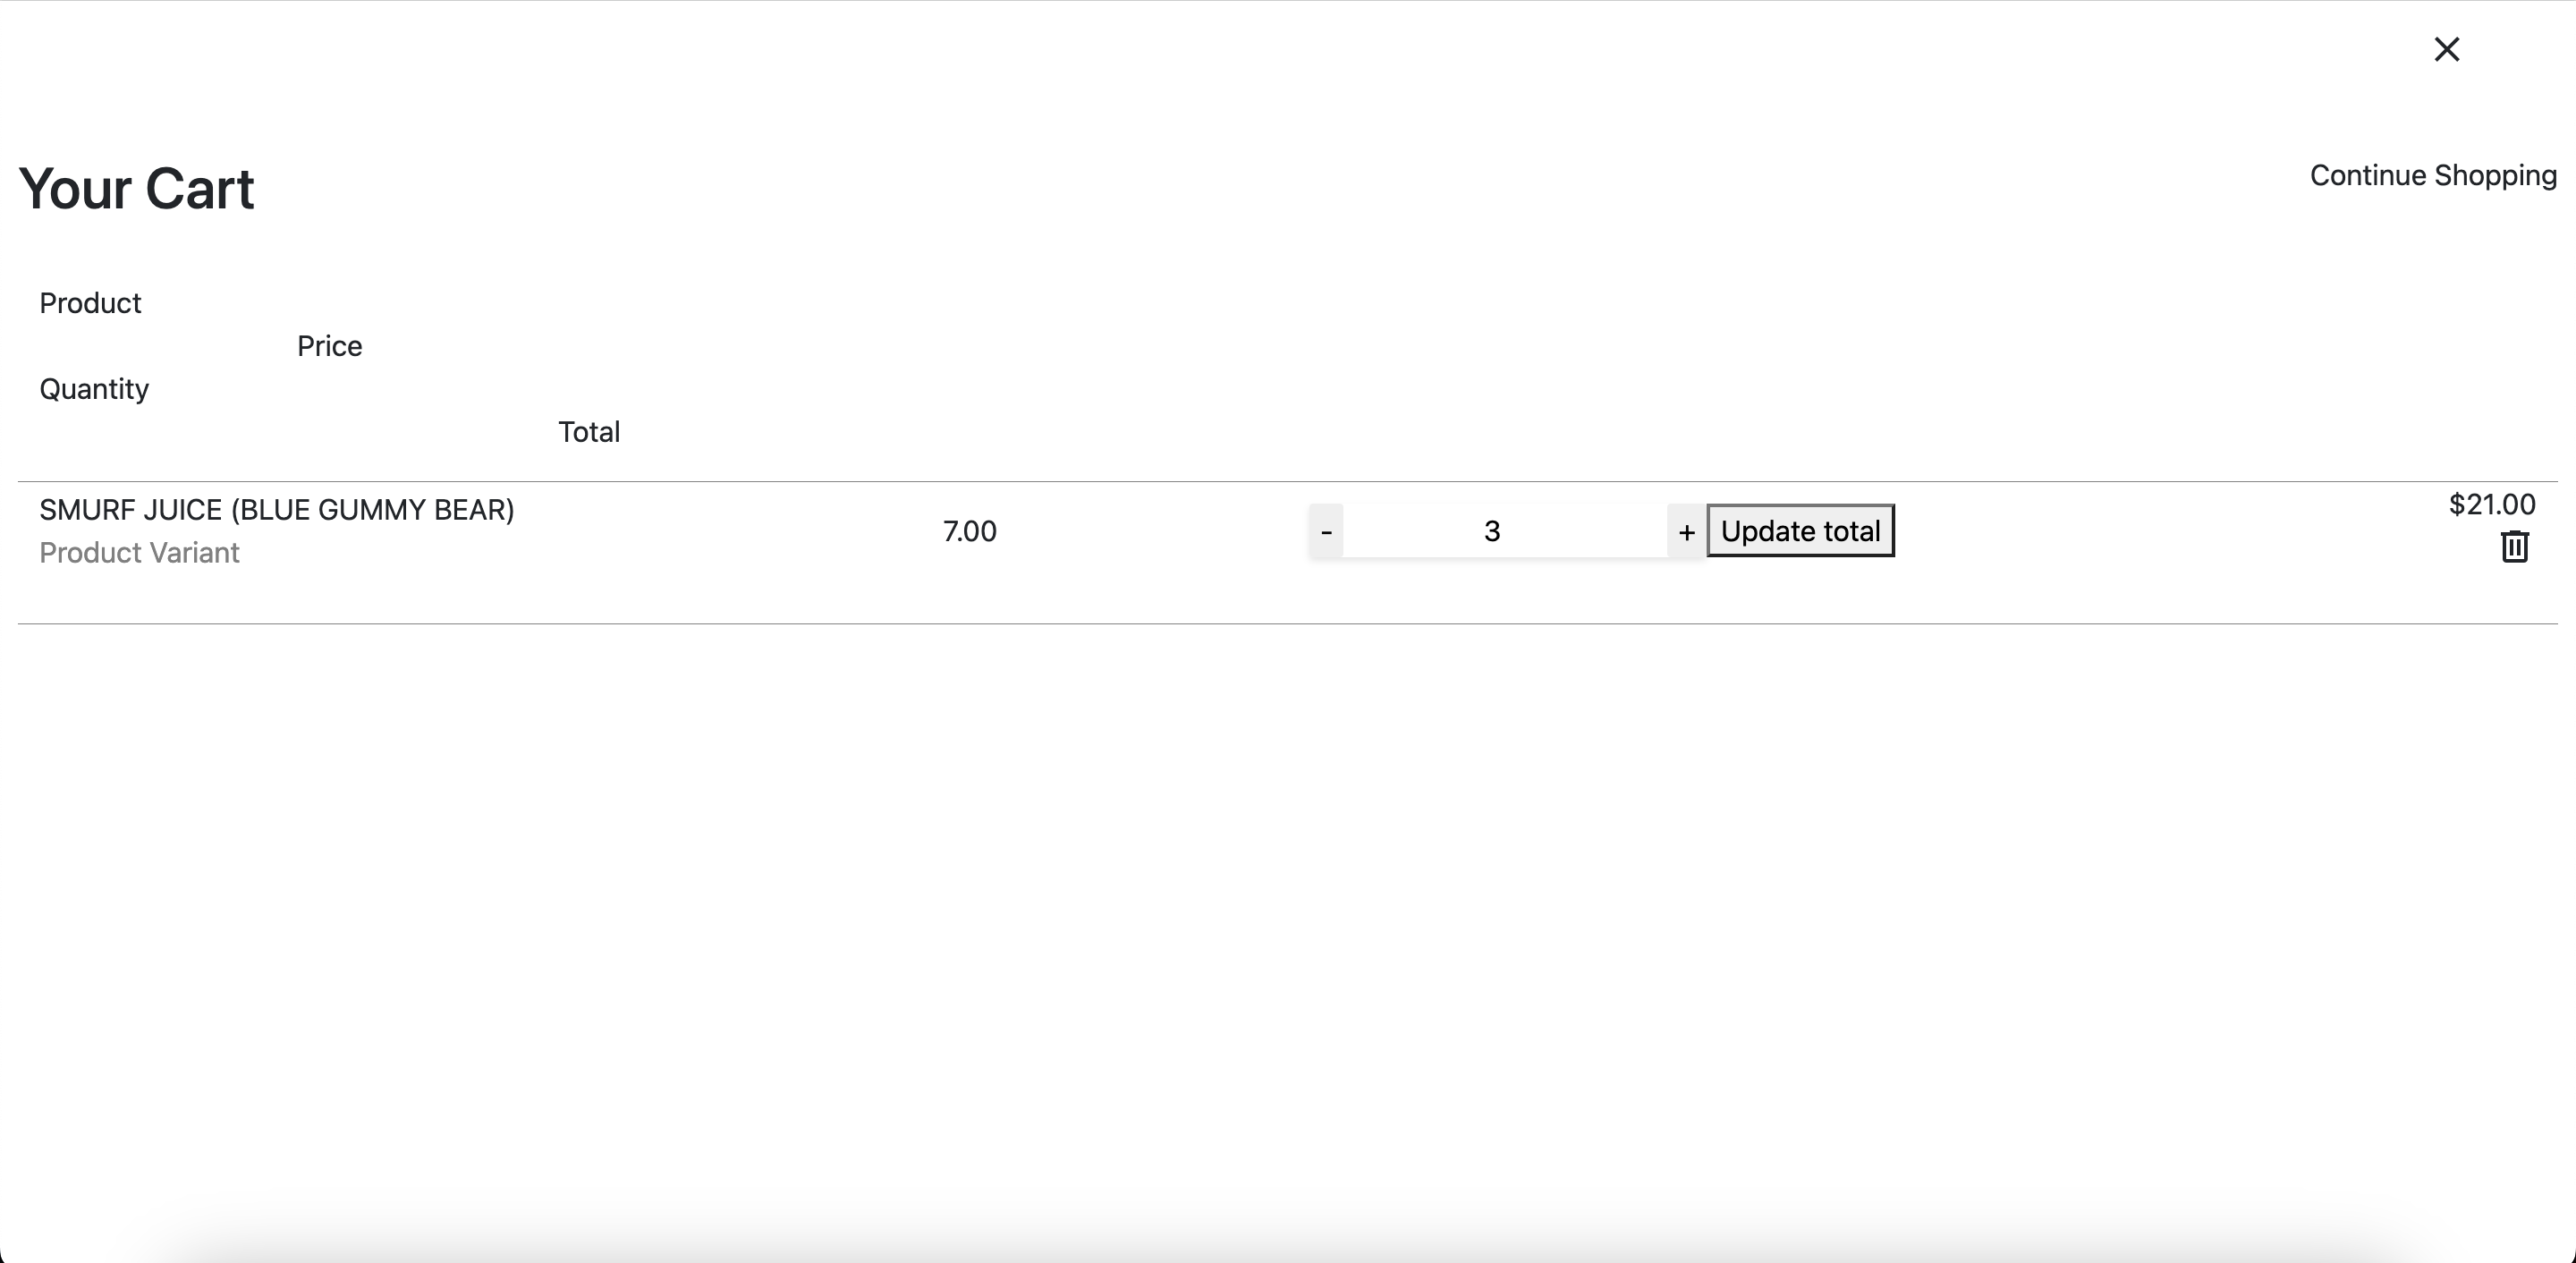 Your Cart
Continue Shopping
Product
Price
Quantity
Total
SMURF JUICE (BLUE GUMMY BEAR)
Product Variant
7.00
- 3 + Update total
$21.00